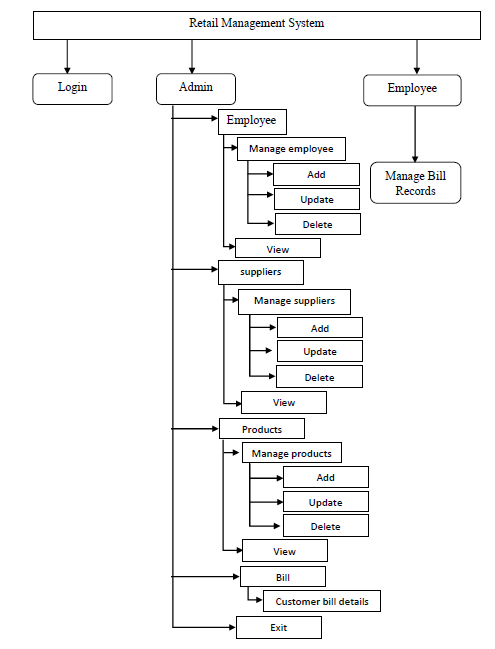 Retail Management System
Login
Admin
Employee
Employee
Manage employee
Add
Manage Bill
Records
Update
Delete
View
suppliers
Manage suppliers
Add
Update
Delete
View
Products
Manage products
Add
Update
Delete
View
Bill
Customer bill details
Exit